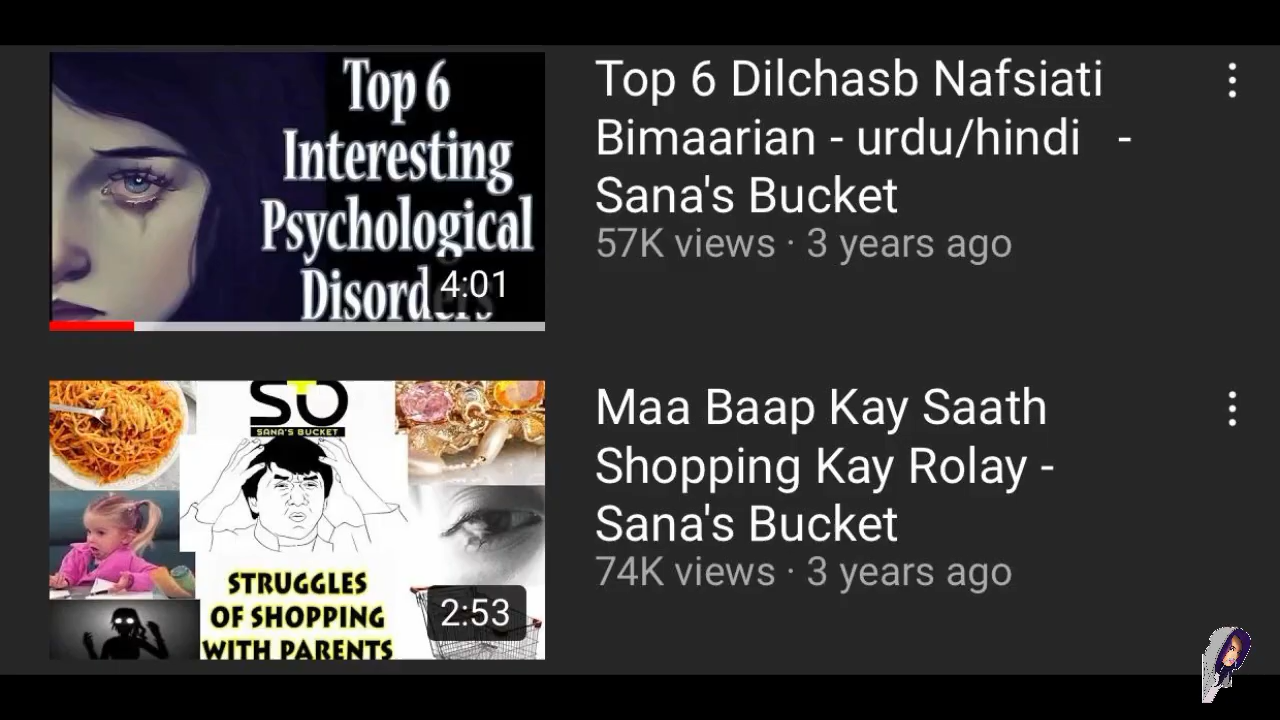 Top 6
Interesting
Psychological
Disorders
4:01
Top 6 Dilchasb Nafsiati
Bimaarian - urdu/hindi -
Sana's Bucket
57K views · 3 years ago
SANA'S BUCKET
STRUGGLES
OF SHOPPING
WITH PARENTS
2:53
Maa Baap Kay Saath
Shopping Kay Rolay -
Sana's Bucket
74K views · 3 years ago